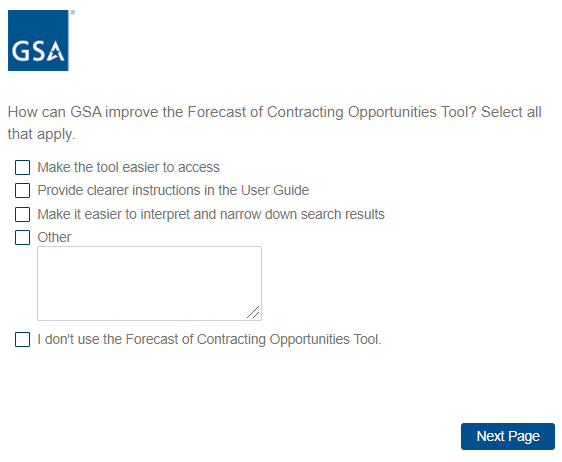 GSA
How can GSA improve the Forecast of Contracting Opportunities Tool? Select all
that apply.
Make the tool easier to access
Provide clearer instructions in the User Guide
Make it easier to interpret and narrow down search results
Other
I don't use the Forecast of Contracting Opportunities Tool.
Next Page